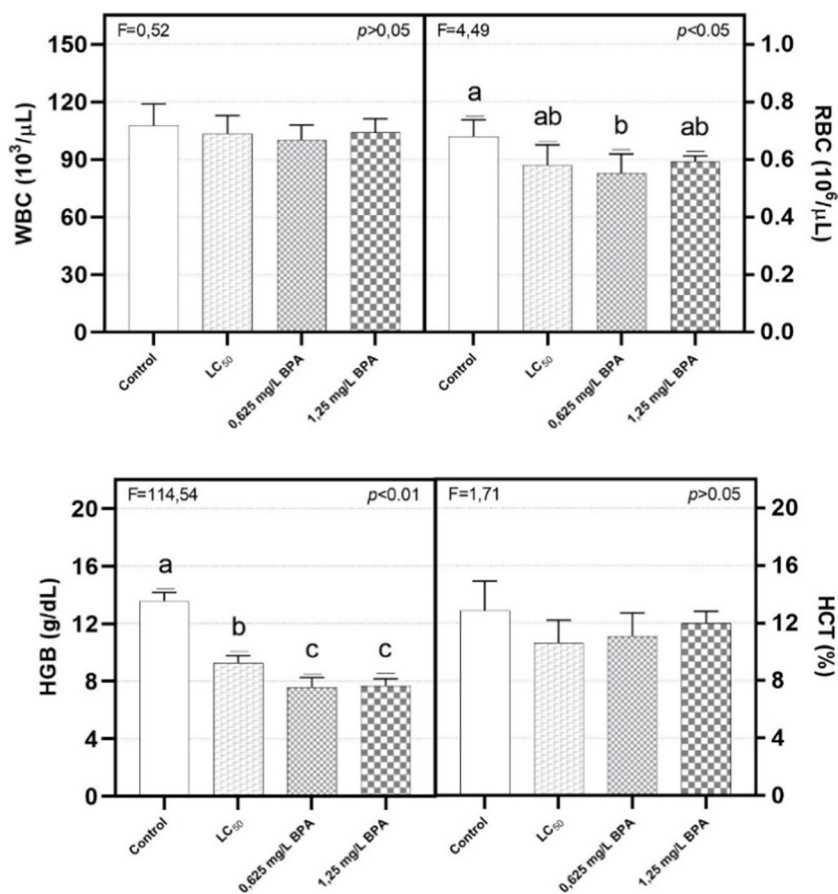 F=0,52
p>0,05
WBC (10³/µL)
150
120
90
60
30
0
Control
LC₅₀
0,625 mg/L BPA
1,25 mg/L BPA
F=4,49
p<0.05
a
ab
b
ab
RBC (10⁶/µL)
1.0
0.8
0.6
0.4
0.2
0.0
Control
LC₅₀
0,625 mg/L BPA
1,25 mg/L BPA
F=114,54
p<0.01
HGB (g/dL)
20
16
12
8
4
0
a
b
c
c
Control
LC₅₀
0,625 mg/L BPA
1,25 mg/L BPA
F=1,71
p>0.05
HCT (%)
20
16
12
8
4
0
Control
LC₅₀
0,625 mg/L BPA
1,25 mg/L BPA